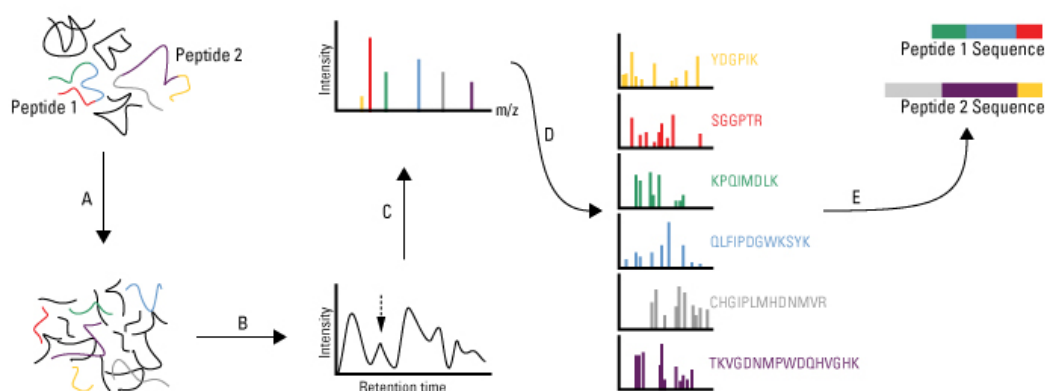 Peptide 2
Peptide 1
A
B
Intensity
Retention time
C
Intensity
m/z
D
YDGPIK
SGGPTR
KPQIMDLK
QLFIPDGWKSYK
CHGIPLMHDNMVR
TKVGDNMPWDQHVGHK
E
Peptide 1 Sequence
Peptide 2 Sequence